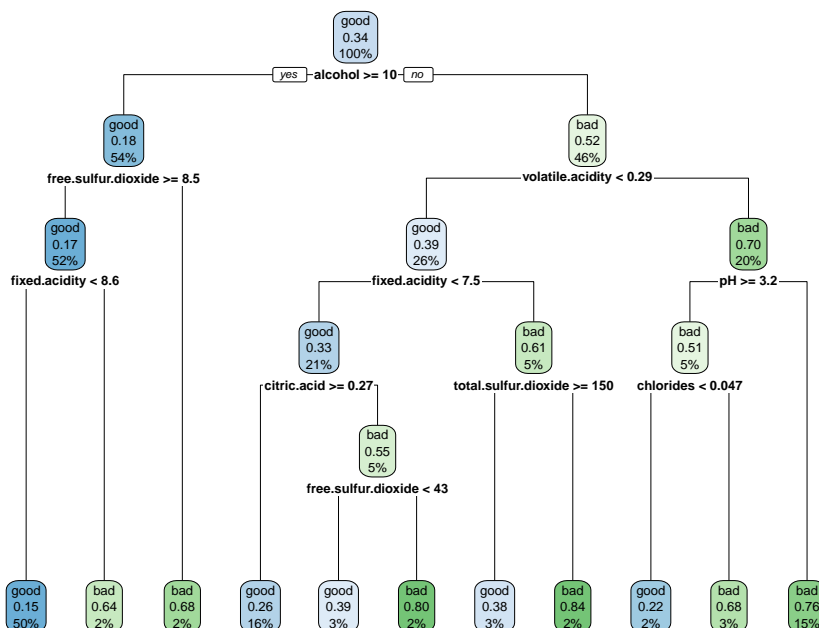 good
0.34
100%
yes alcohol >= 10 no
good
0.18
54%
bad
0.52
46%
free.sulfur.dioxide >= 8.5
volatile.acidity < 0.29
good
0.17
52%
good
0.39
26%
bad
0.70
20%
fixed.acidity < 8.6
fixed.acidity < 7.5
pH >= 3.2
good
0.33
21%
bad
0.61
5%
bad
0.51
5%
citric.acid >= 0.27
total.sulfur.dioxide >= 150
chlorides < 0.047
bad
0.55
5%
free.sulfur.dioxide < 43
good
0.15
50%
bad
0.64
2%
bad
0.68
2%
good
0.26
16%
good
0.39
3%
bad
0.80
2%
good
0.38
3%
bad
0.84
2%
good
0.22
2%
bad
0.68
3%
bad
0.76
15%